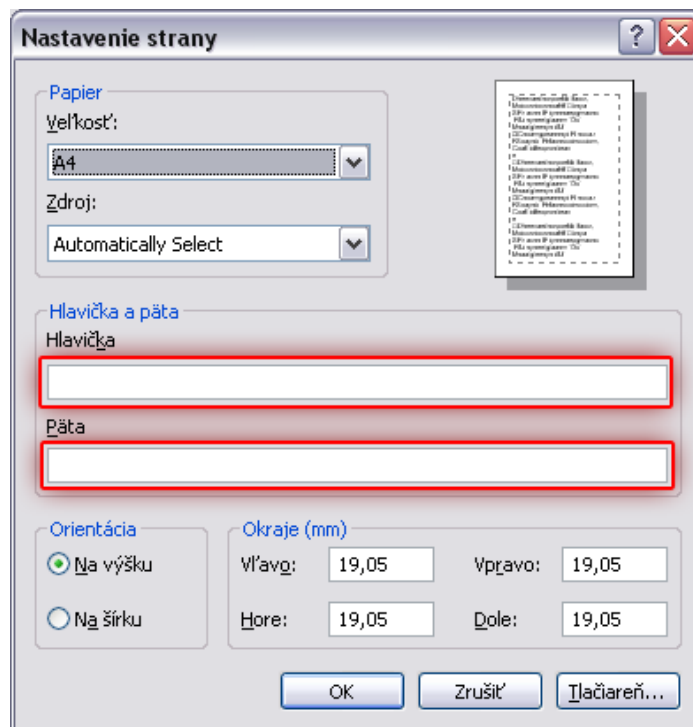 Nastavenie strany
Papier
Veľkosť:
A4
Zdroj:
Automatically Select
Hlavička a päta
Hlavička
Päta
Orientácia
Na výšku
Na šírku
Okraje (mm)
Vľavo: 19,05 Vpravo: 19,05
Hore: 19,05 Dole: 19,05
OK Zrušiť Tlačiareň...